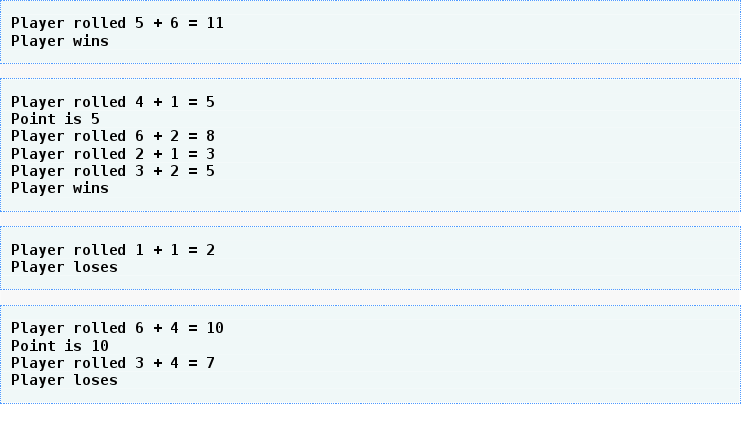 Player rolled 5 + 6 = 11
Player wins
Player rolled 4 + 1 = 5
Point is 5
Player rolled 6 + 2 = 8
Player rolled 2 + 1 = 3
Player rolled 3 + 2 = 5
Player wins
Player rolled 1 + 1 = 2
Player loses
Player rolled 6 + 4 = 10
Point is 10
Player rolled 3 + 4 = 7
Player loses